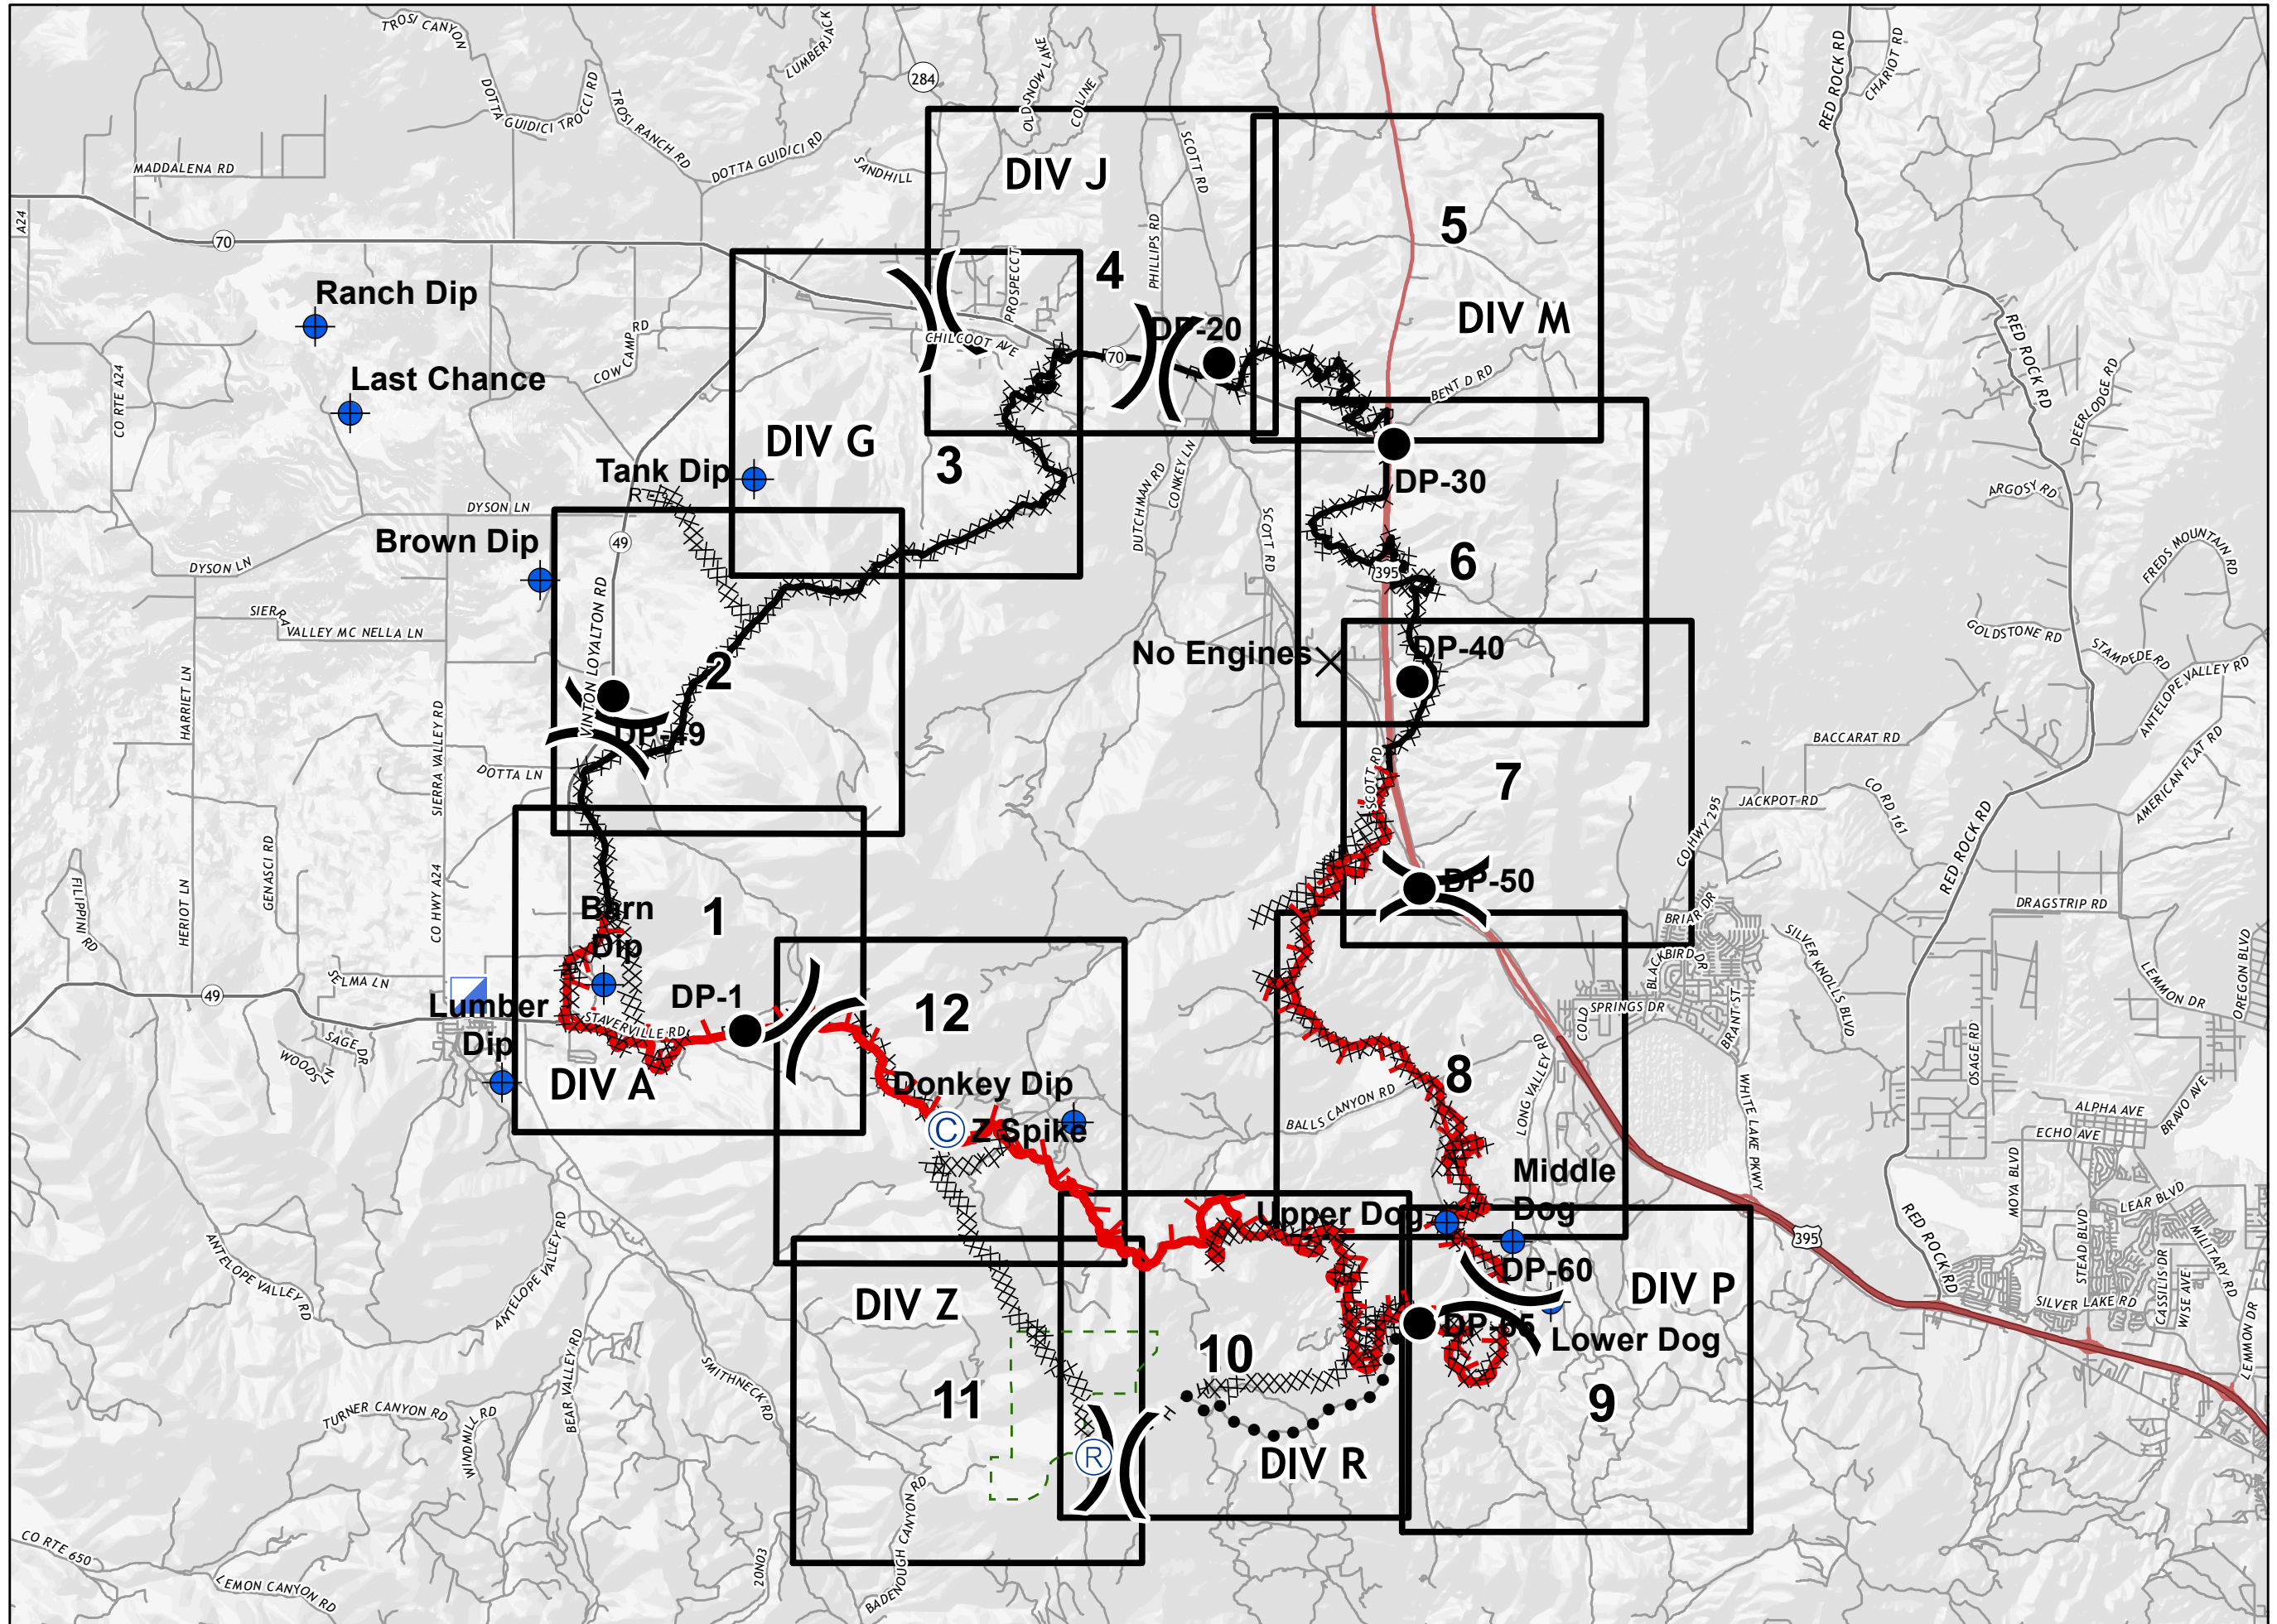 TROSI CANYON
LUMBERJACK
RED ROCK RD
CHARIOT RD
284
OLD SNOW LAKE
COLINE
DOTTA GUIDICI TROCCI RD
TROSI RANCH RD
DOTTA GUIDICI RD
SANDHILL
SCOTT RD
MADDALENA RD
DIV J
A24
70
PHILLIPS RD
5
4
PROSPECCT
Ranch Dip
DIV M
DP-20
CHILCOOT AVE
70
COW CAMP RD
RED ROCK RD
Last Chance
BENT D RD
DEERLODGE RD
CO RTE A24
DIV G
3
Tank Dip
DP-30
DUTCHMAN RD
CONKEY LN
ARGOSY RD
DYSON LN
SCOTT RD
49
Brown Dip
DYSON LN
6
395
FREDS MOUNTAIN RD
SIERRA
VALLEY MC NELLA LN
VINTON LOYALTON RD
2
No Engines
DP-40
GOLDSTONE RD
STAMPEDE RD
ANTELOPE VALLEY RD
HARRIET LN
SIERRA VALLEY RD
DP-49
DOTTA LN
BACCARAT RD
SCOTT RD
7
JACKPOT RD
CO RD 161
AMERICAN FLAT RD
CO HWY 295
RED ROCK RD
GENASCI RD
FILIPPINI RD
HERIOT LN
CO HWY A24
Barn
Dip
1
DP-50
BRIAR DR
DRAGSTRIP RD
BLACKBIRD DR
SILVER KNOLLS BLVD
OREGON BLVD
SELMA LN
49
Lumber
Dip
DP-1
12
LEMMON DR
COLD
SPRINGS DR
BRANT ST
STAVERVILLE RD
SAGE DR
WOODS LN
DIV A
Donkey Dip
8
LONG VALLEY RD
OSAGE RD
WHITE LAKE PKWY
BALLS CANYON RD
C
Z Spike
ALPHA AVE
ECHO AVE
BRAVO AVE
Middle
Dog
MOYA BLVD
LEAR BLVD
Upper Dog
ANTELOPE VALLEY RD
ANTELOPE VALLEY RD
395
RED ROCK RD
STEAD BLVD
MILITARY RD
DP-60
DIV P
CASSILIS DR
WISE AVE
DIV Z
SILVER LAKE RD
DP-65
Lower Dog
LEMMON DR
10
BEAR VALLEY RD
SMITHNECK RD
11
9
TURNER CANYON RD
WINDMILL RD
H
DIV R
R
BADENOUGH CANYON RD
CO RTE 650
20N03
LEMON CANYON RD